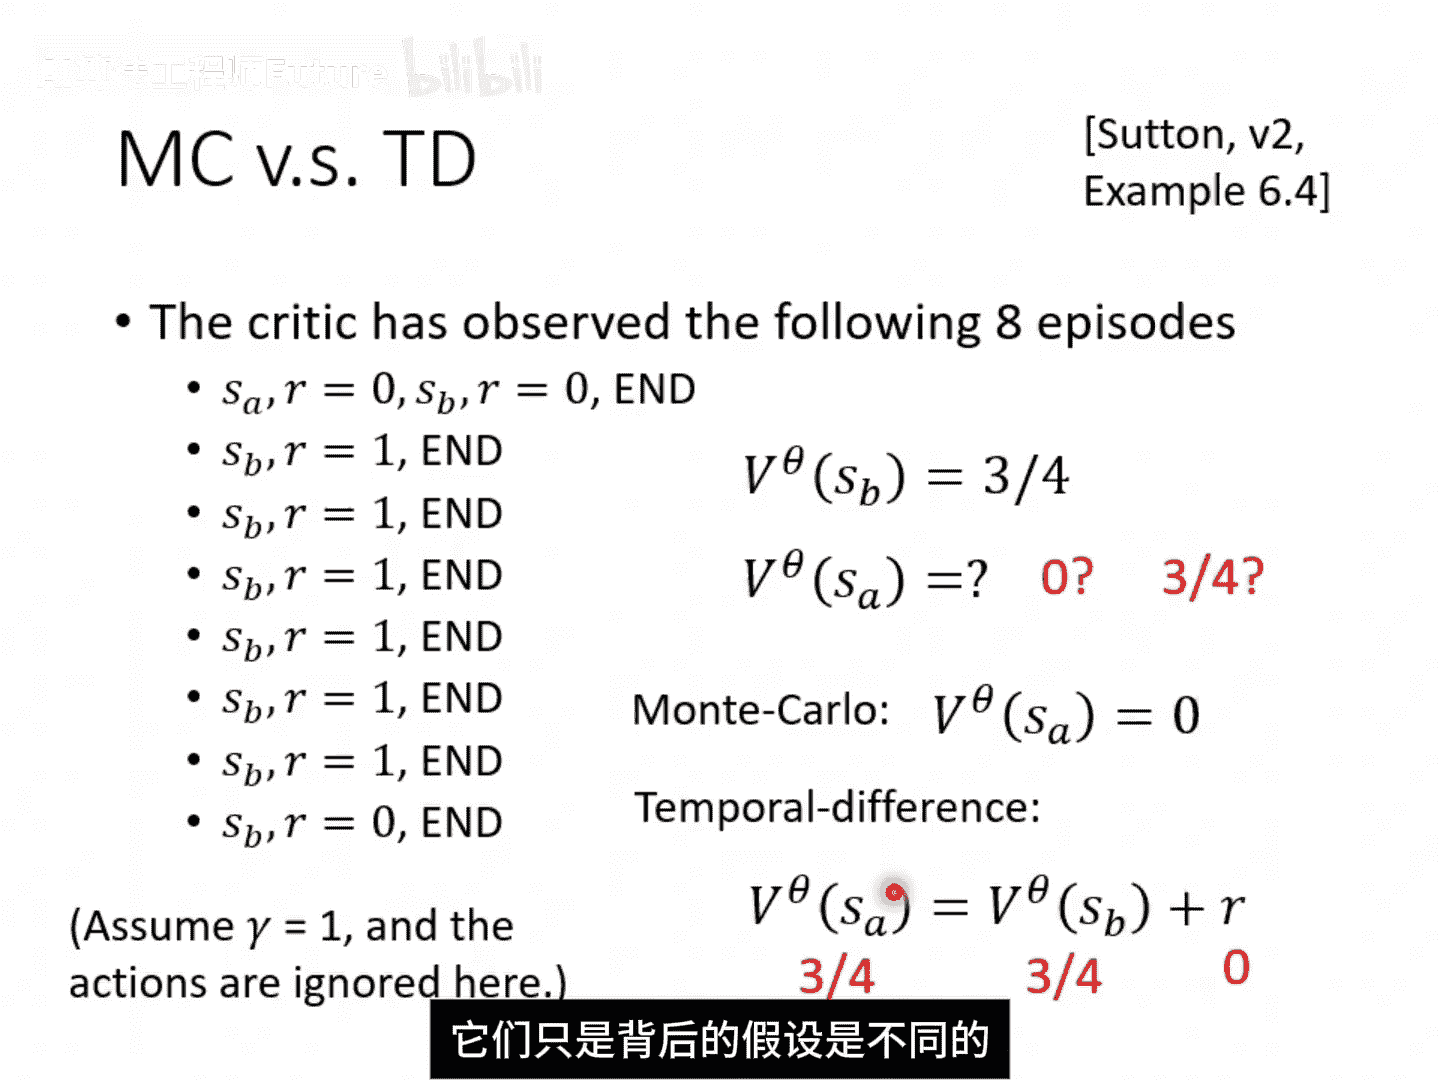 bilibili
MC v.s. TD
[Sutton, v2,
Example 6.4]
• The critic has observed the following 8 episodes
• s_a, r = 0, s_b, r = 0, END
• s_b, r = 1, END
• s_b, r = 1, END
• s_b, r = 1, END
• s_b, r = 1, END
• s_b, r = 1, END
• s_b, r = 1, END
• s_b, r = 0, END
(Assume γ = 1, and the
actions are ignored here.)
V^θ(s_b) = 3/4
V^θ(s_a) =? 0? 3/4?
Monte-Carlo: V^θ(s_a) = 0
Temporal-difference:
V^θ(s_a) = V^θ(s_b) + r
3/4 3/4 0
它们只是背后的假设是不同的